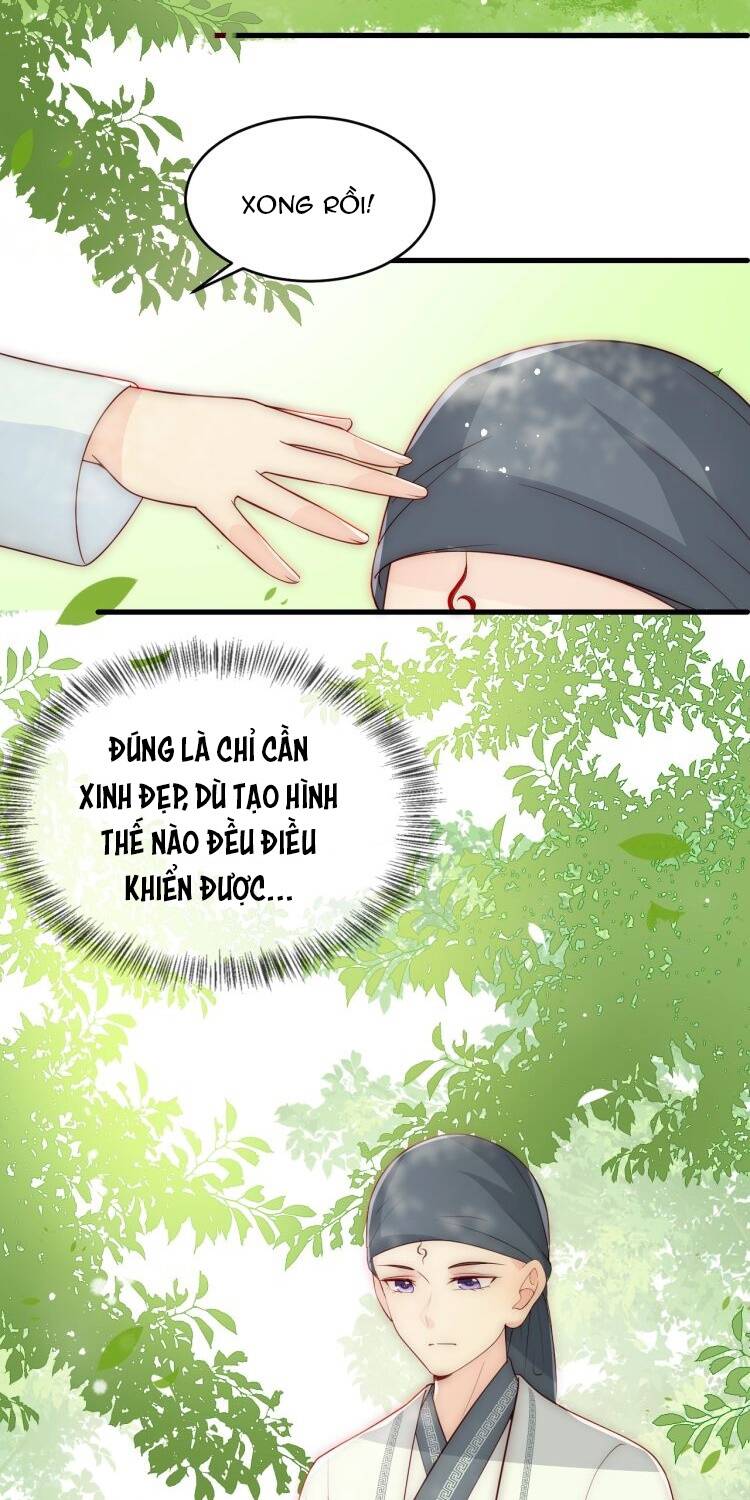 XONG RỒI!
ĐÚNG LÀ CHỈ CẦN
XINH ĐẸP, DÙ TẠO HÌNH
THẾ NÀO ĐỀU ĐIỀU
KHIỂN ĐƯỢC...